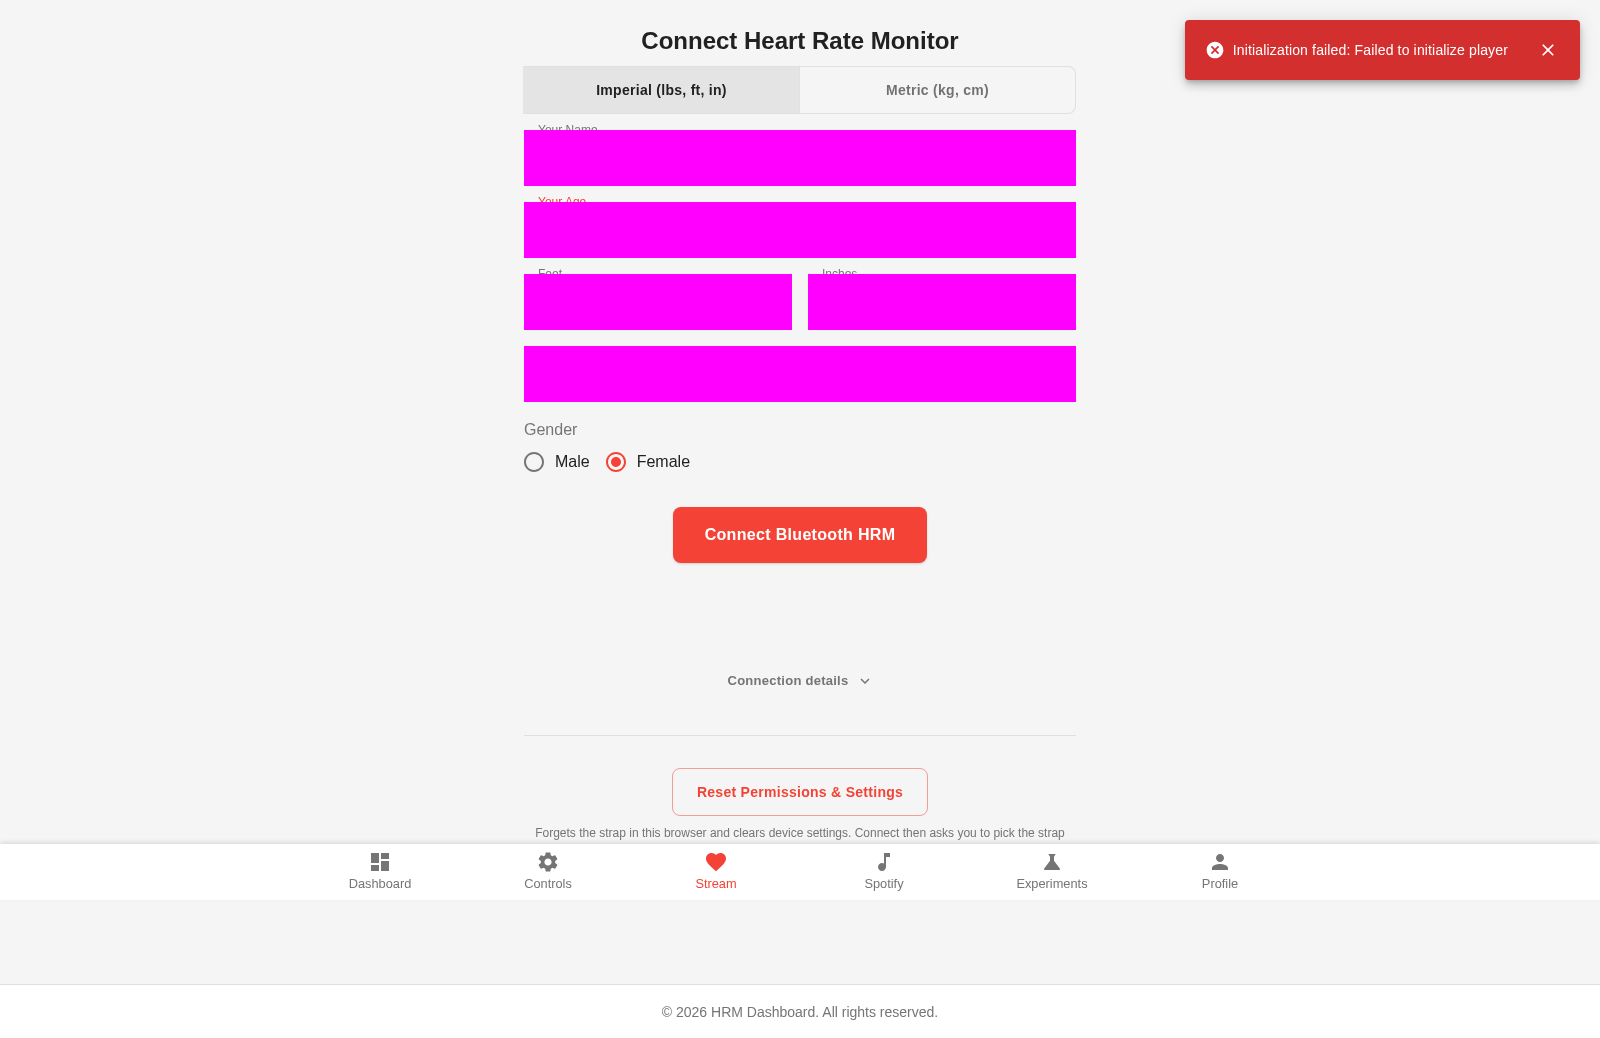 Connect Heart Rate Monitor
Initialization failed: Failed to initialize player
Imperial (lbs, ft, in)
Metric (kg, cm)
Your Name
Your Age
Feet
Inches
Gender
Male
Female
Connect Bluetooth HRM
Connection details
Reset Permissions & Settings
Forgets the strap in this browser and clears device settings. Connect then asks you to pick the strap
Dashboard
Controls
Stream
Spotify
Experiments
Profile
© 2026 HRM Dashboard. All rights reserved.